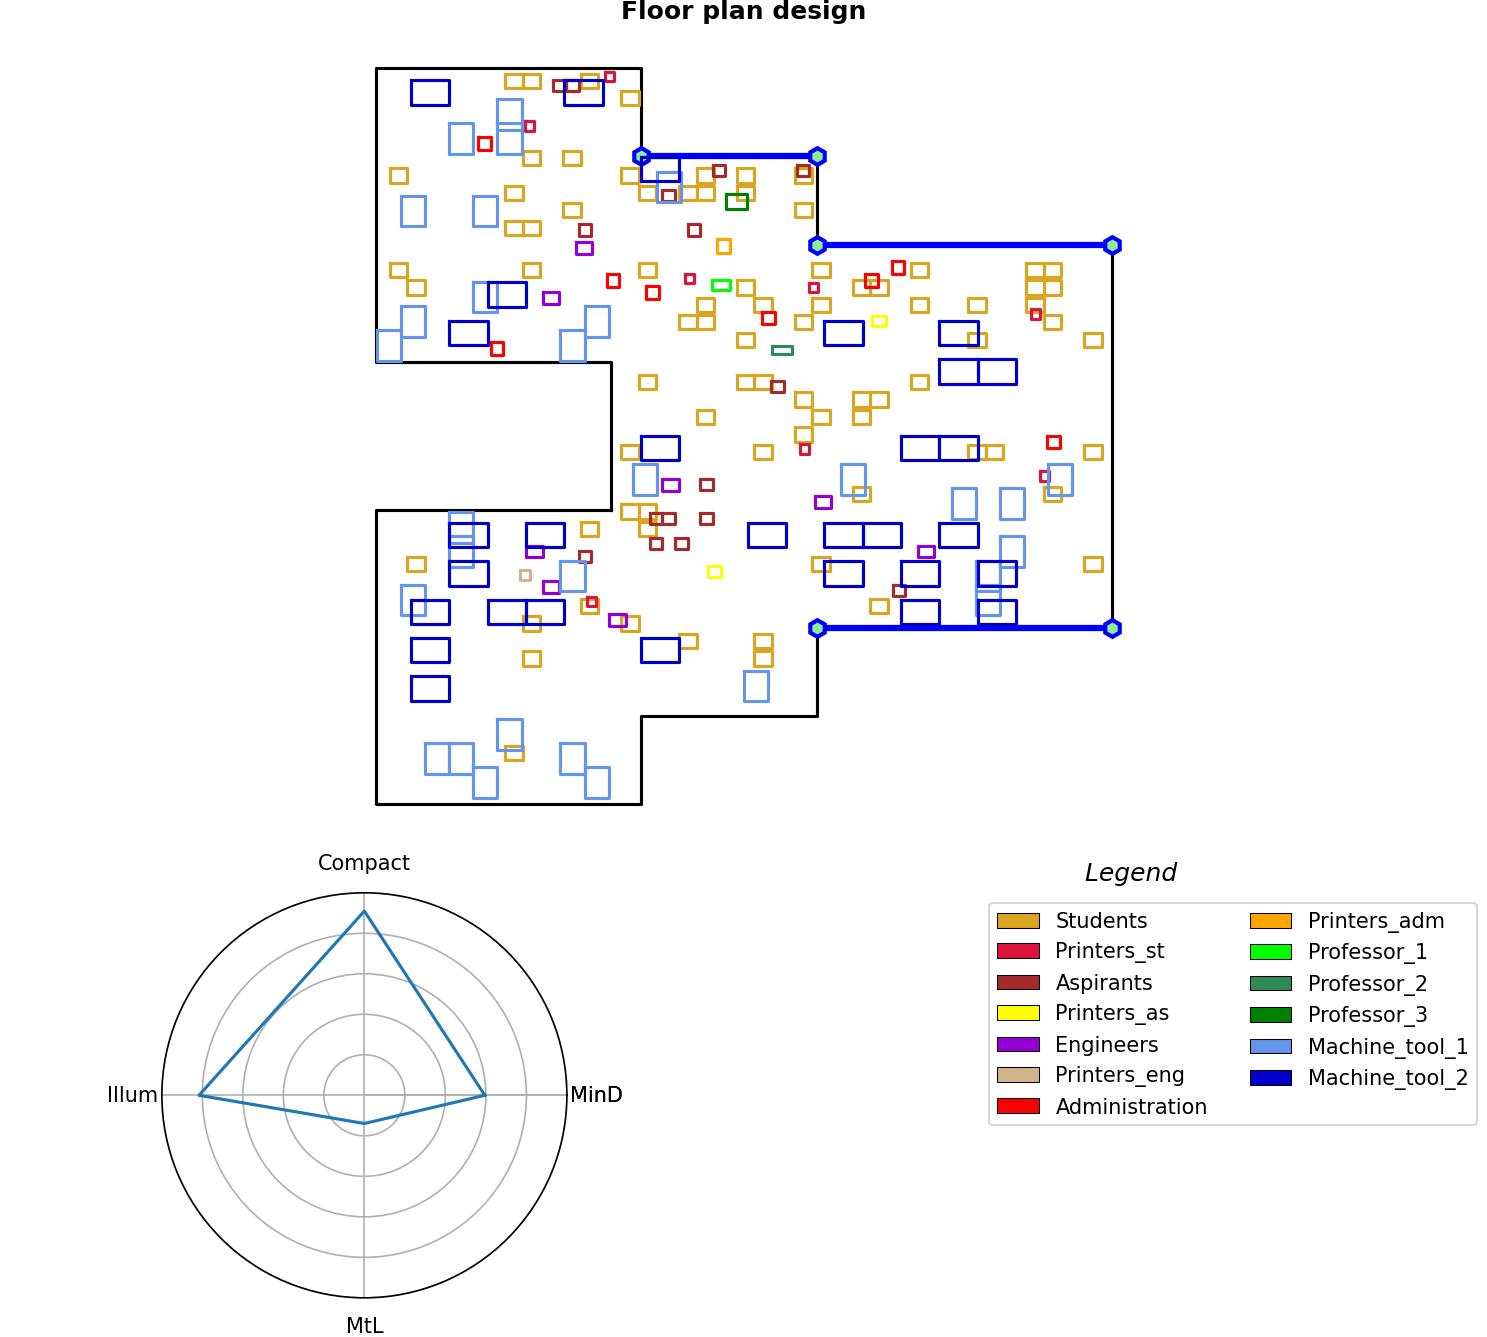 Floor plan design
Compact
Illum
MinD
MtL
Legend
Students
Printers_st
Aspirants
Printers_as
Engineers
Printers_eng
Administration
Printers_adm
Professor_1
Professor_2
Professor_3
Machine_tool_1
Machine_tool_2